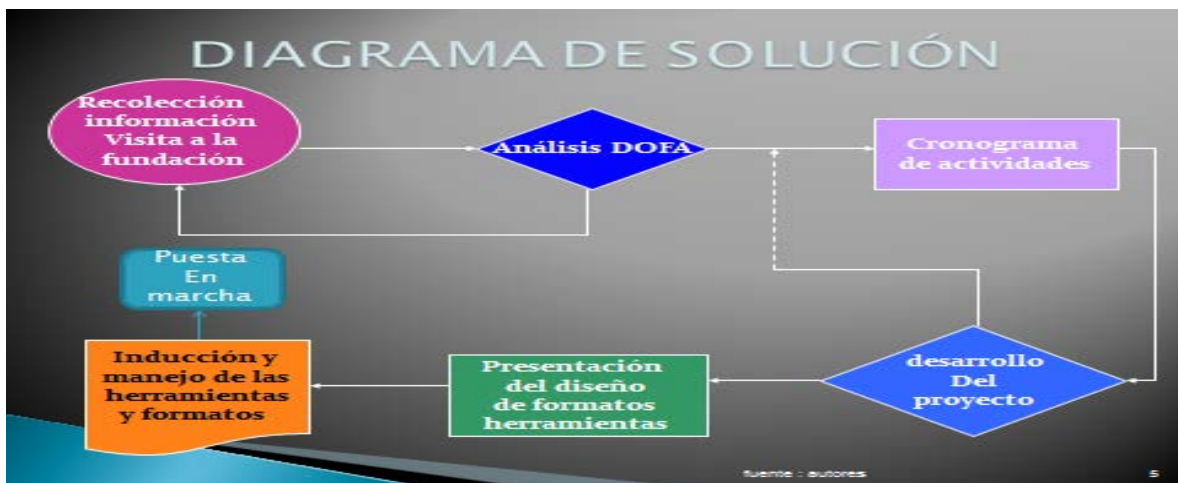 DIAGRAMA DE SOLUCIÓN
Recolección
información
Visita a la
fundación
Análisis DOFA
Cronograma
de actividades
Puesta
En
marcha
Inducción y
manejo de las
herramientas
y formatos
Presentación
del diseño
de formatos
herramientas
desarrollo
Del
proyecto
fuente : autores
5